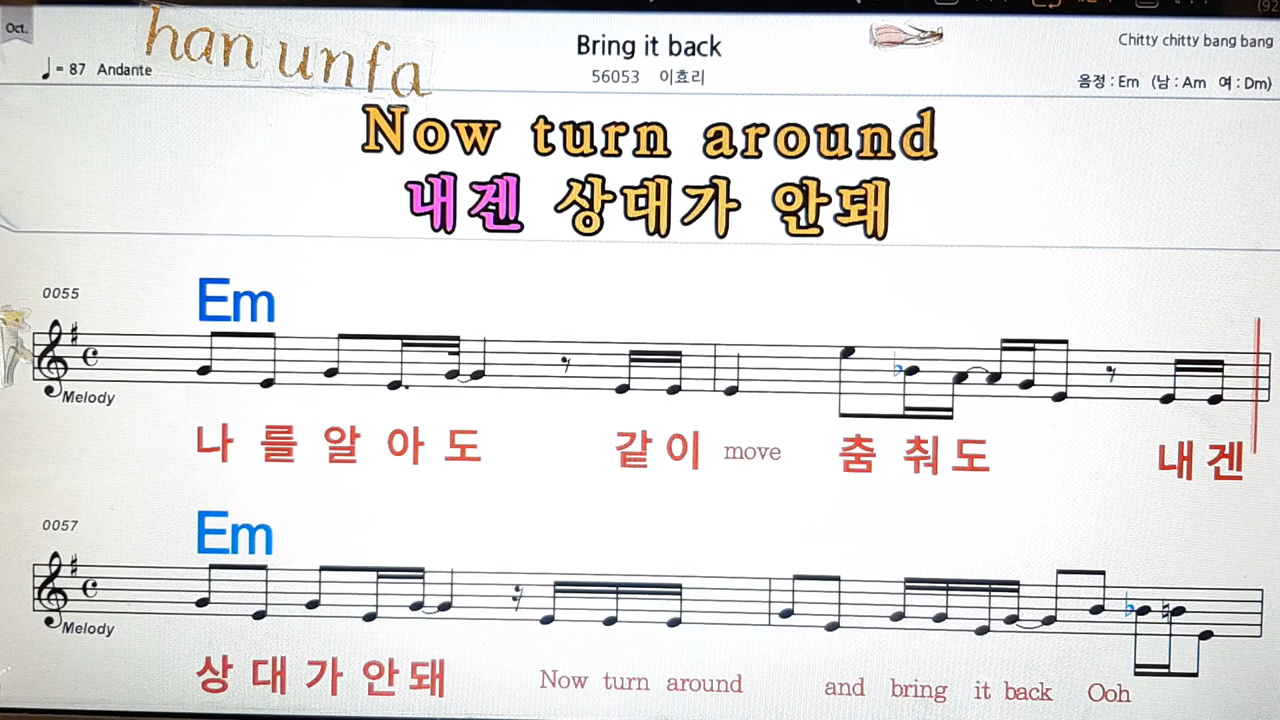 Oct.
han unfa
Bring it back
Chitty chitty bang bang
♩= 87 Andante
56053 이효리
음정 : Em (남 : Am 여 : Dm)
Now turn around
내겐 상대가 안돼
0055
Em
Melody
나 를 알 아 도 같 이 move 춤 춰 도 내 겐
0057
Em
Melody
상 대 가 안 돼 Now turn around and bring it back Ooh